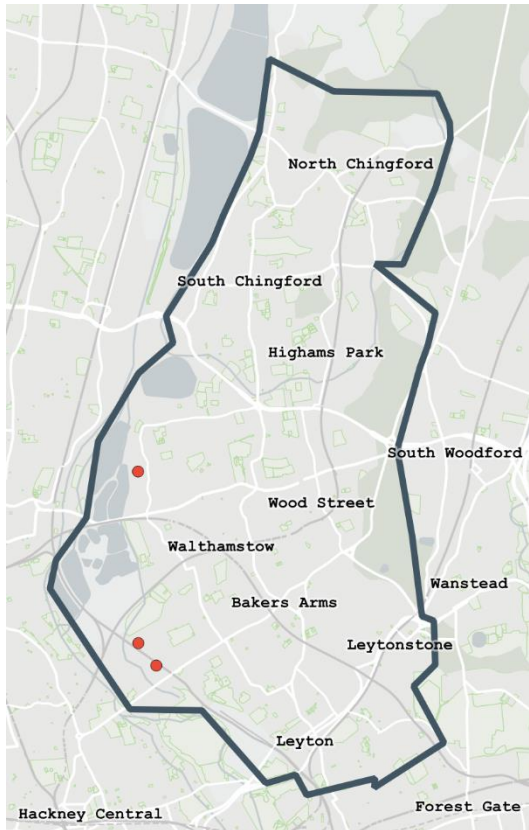 North Chingford
South Chingford
Highams Park
South Woodford
Wood Street
Walthamstow
Wanstead
Bakers Arms
Leytonstone
Leyton
Forest Gate
Hackney Central